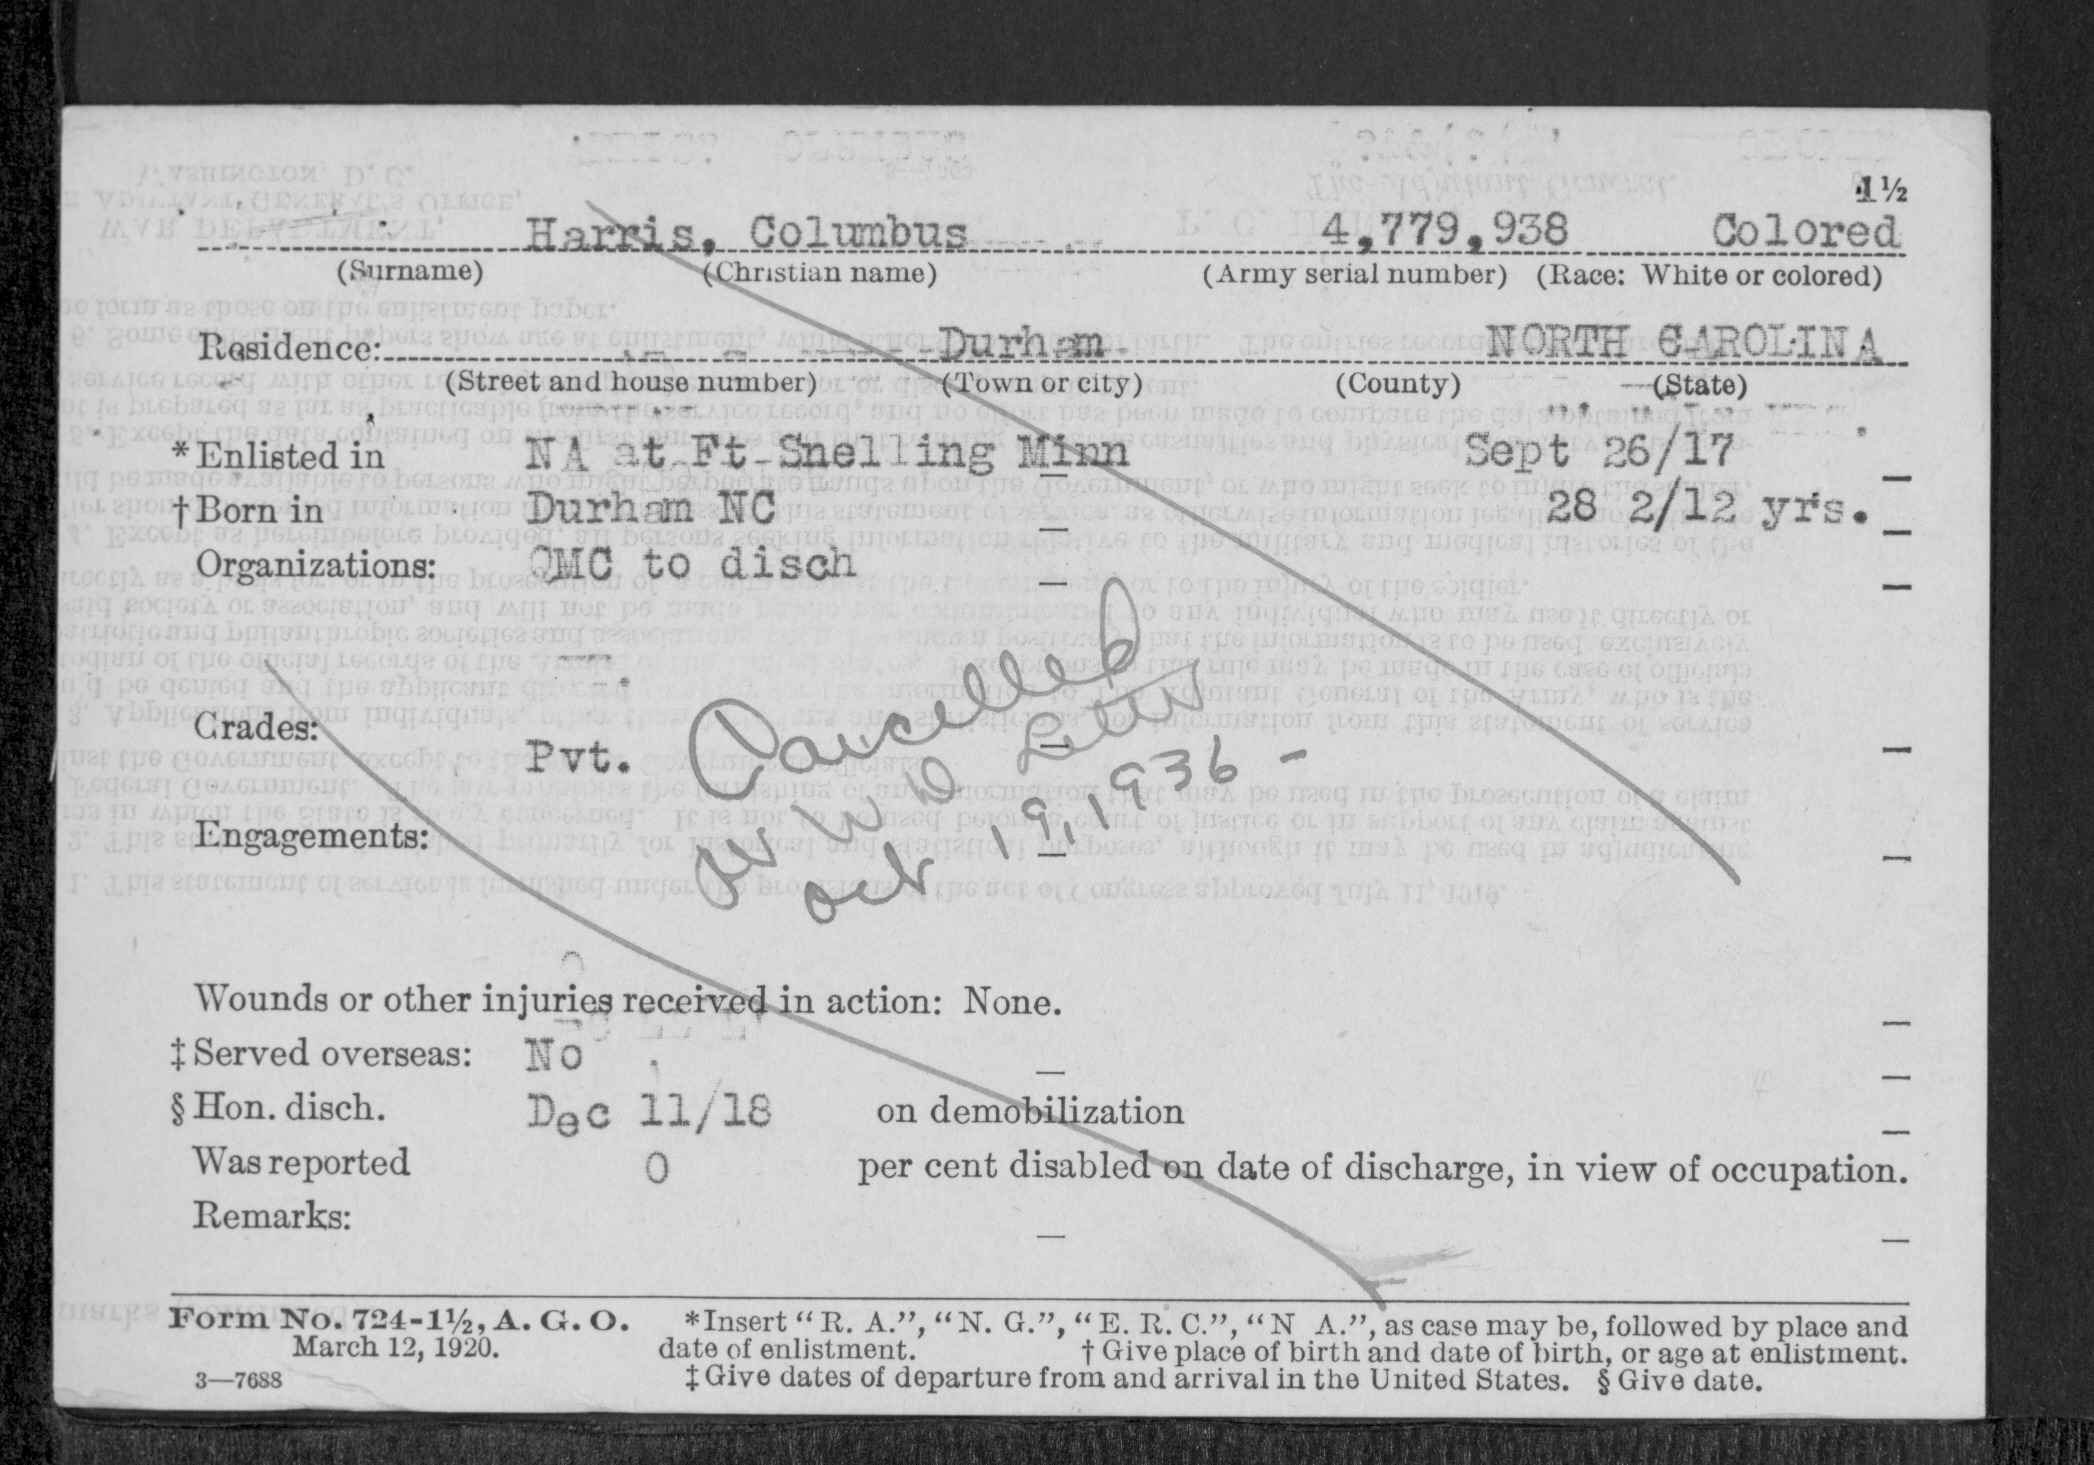 1½
Harris, Columbus 4,779,938 Colored
(Surname) (Christian name) (Army serial number) (Race: White or colored)
Residence: Durham NORTH CAROLINA
(Street and house number) (Town or city) (County) (State)
*Enlisted in NA at Ft Snelling Minn Sept 26/17
†Born in Durham NC 28 2/12 yrs.
Organizations: QMC to disch
Grades: Pvt.
Cancelled
W D Letter
Oct 19, 1936 -
Engagements:
Wounds or other injuries received in action: None.
‡Served overseas: No
§Hon. disch. Dec 11/18 on demobilization
Was reported 0 per cent disabled on date of discharge, in view of occupation.
Remarks:
Form No. 724-1½, A. G. O. *Insert "R. A.", "N. G.", "E. R. C.", "N A.", as case may be, followed by place and
March 12, 1920. date of enlistment. †Give place of birth and date of birth, or age at enlistment.
3—7688 ‡Give dates of departure from and arrival in the United States. §Give date.